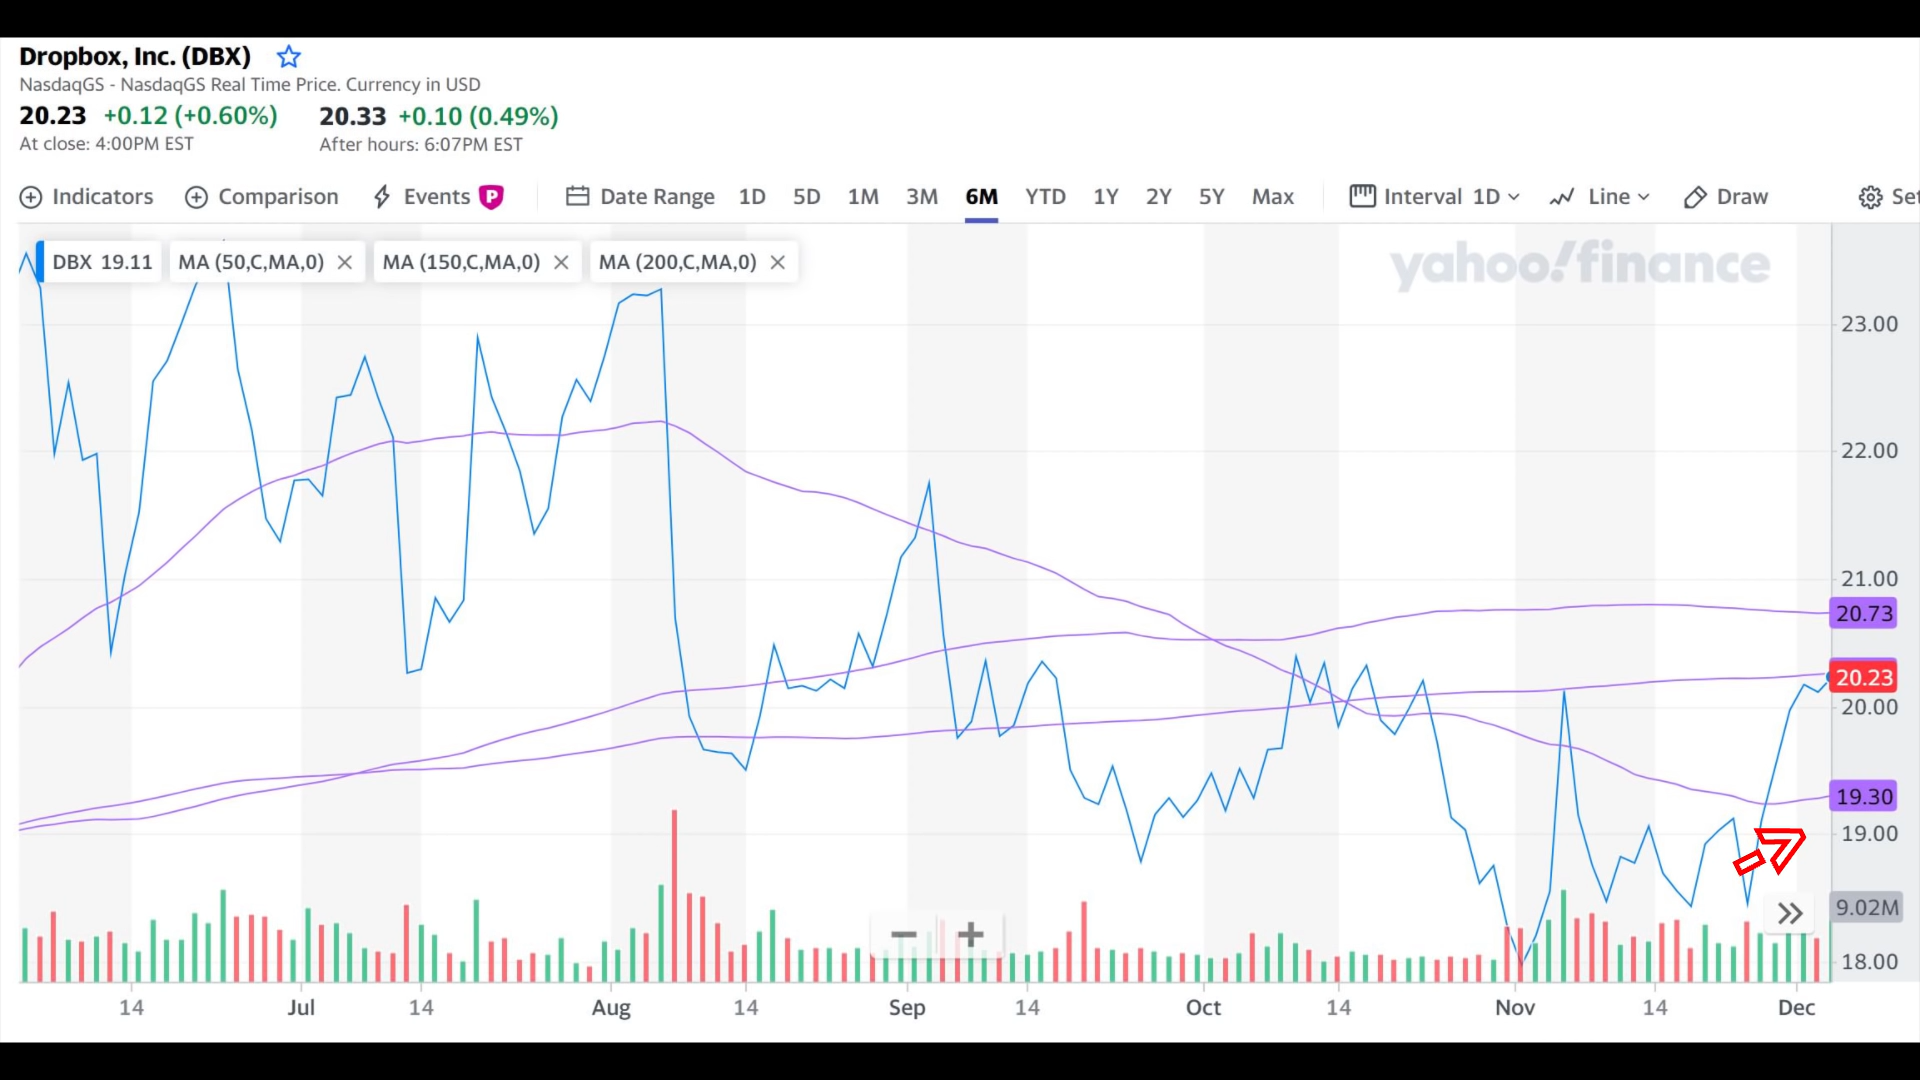 Dropbox, Inc. (DBX)
NasdaqGS - NasdaqGS Real Time Price. Currency in USD
20.23 +0.12 (+0.60%) 20.33 +0.10 (0.49%)
At close: 4:00PM EST After hours: 6:07PM EST
Indicators Comparison Events P Date Range 1D 5D 1M 3M 6M YTD 1Y 2Y 5Y Max Interval 1D Line Draw Set
DBX 19.11 MA (50,C,MA,0) MA (150,C,MA,0) MA (200,C,MA,0)
yahoo!finance
23.00
22.00
21.00
20.73
20.23
20.00
19.30
19.00
9.02M
18.00
14 Jul 14 Aug 14 Sep 14 Oct 14 Nov 14 Dec